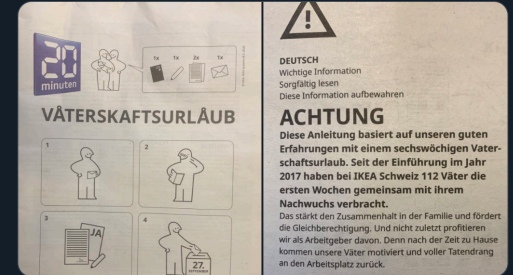 20
minuten
1x 1x 2x 1x
VÅTERSKAFTSURLÅUB
1
2
3
JA
4
27.
SEPTEMBER
DEUTSCH
Wichtige Information
Sorgfältig lesen
Diese Information aufbewahren
ACHTUNG
Diese Anleitung basiert auf unseren guten
Erfahrungen mit einem sechswöchigen Vater-
schaftsurlaub. Seit der Einführung im Jahr
2017 haben bei IKEA Schweiz 112 Väter die
ersten Wochen gemeinsam mit ihrem
Nachwuchs verbracht.
Das stärkt den Zusammenhalt in der Familie und fördert
die Gleichberechtigung. Und nicht zuletzt profitieren
wir als Arbeitgeber davon. Denn nach der Zeit zu Hause
kommen unsere Väter motiviert und voller Tatendrang
an den Arbeitsplatz zurück.